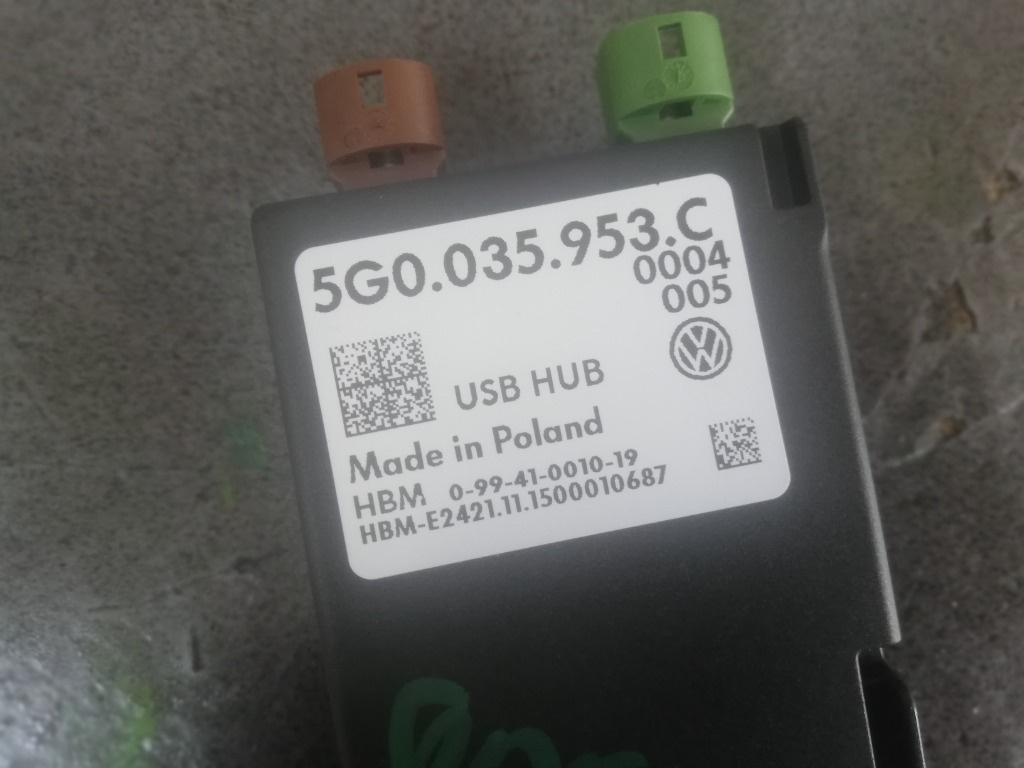 5G0.035.953.C
0004
005
USB HUB
Made in Poland
HBM 0-99-41-0010-19
HBM-E2421.11.1500010687